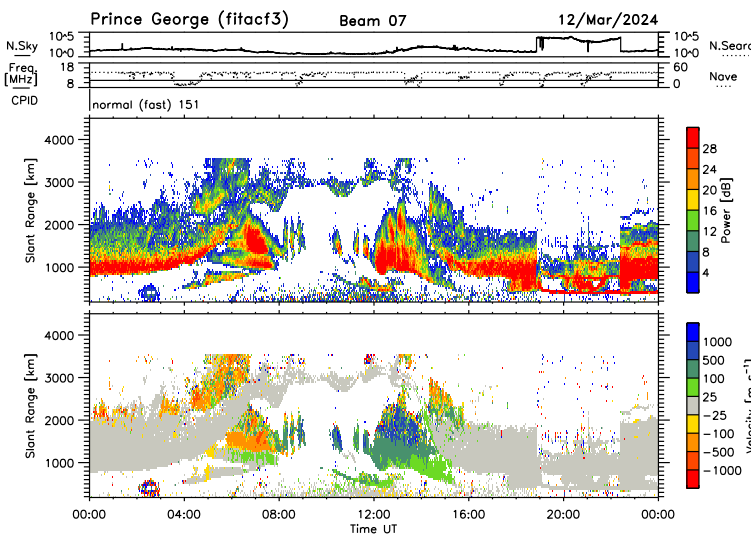 Prince George (fitacf3) Beam 07 12/Mar/2024
N.Sky 10^5 10^0 10^5 10^0 N.Sear
Freq. [MHz] 18 8 60 0 Nave
CPID normal (fast) 151
Slant Range [km] 4000 3000 2000 1000
Power [dB] 28 24 20 16 12 8 4
Slant Range [km] 4000 3000 2000 1000
Velocity [m s^-1] 1000 500 100 25 -25 -100 -500 -1000
00:00 04:00 08:00 12:00 16:00 20:00 00:00
Time UT